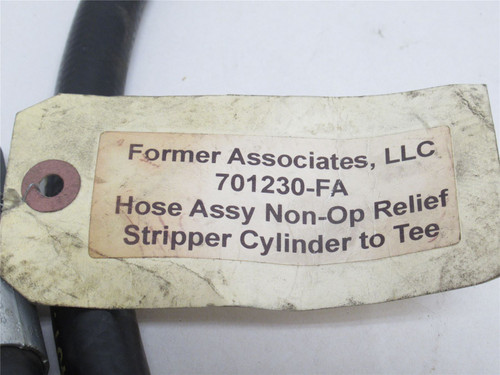 Former Associates, LLC
701230-FA
Hose Assy Non-Op Relief
Stripper Cylinder to Tee